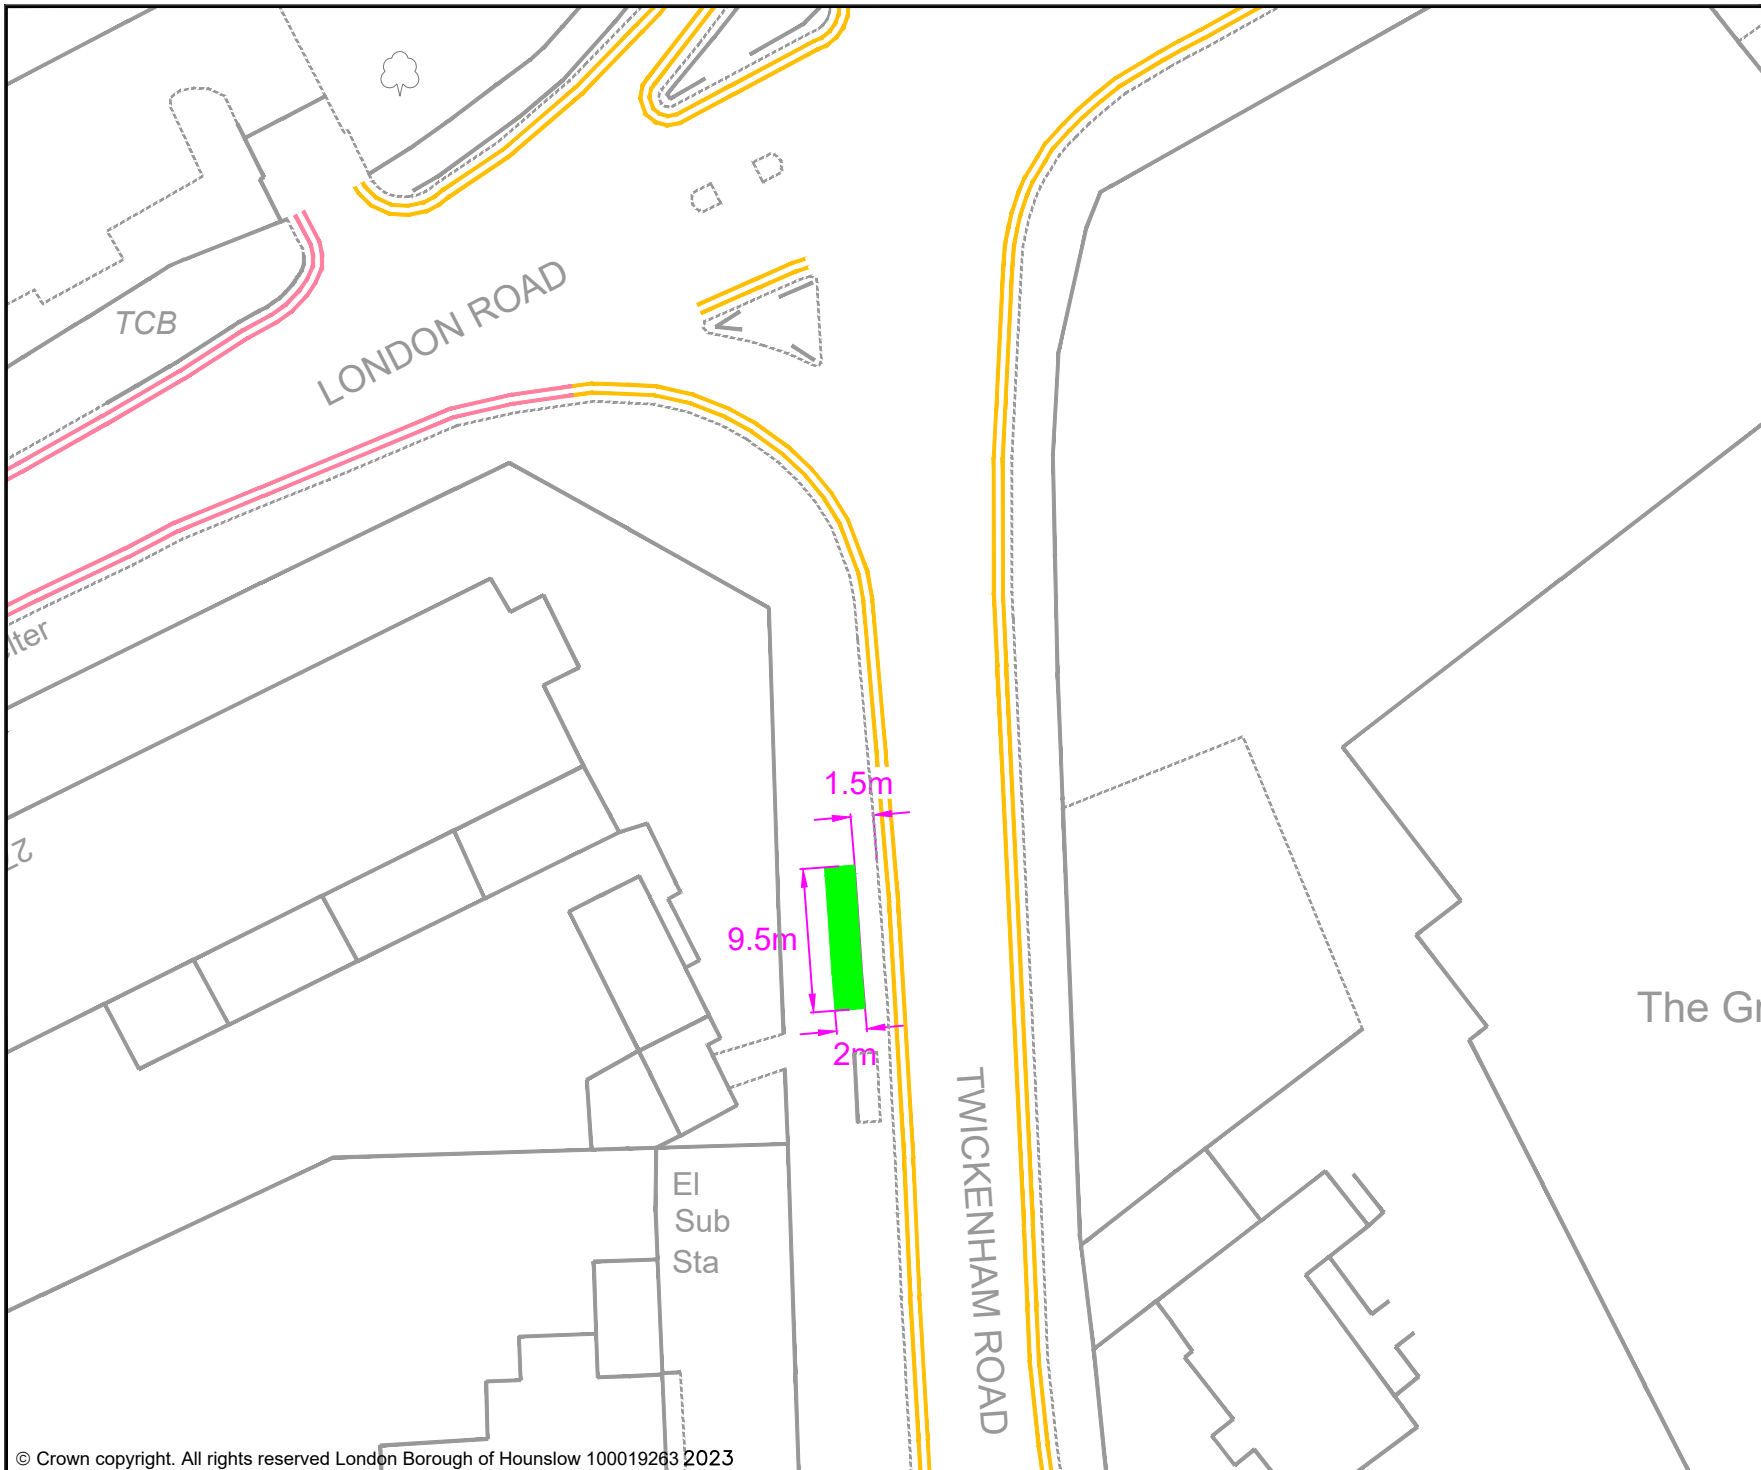 TCB
LONDON ROAD
lter
2
1.5m
9.5m
2m
The Gr
TWICKENHAM ROAD
El
Sub
Sta
© Crown copyright. All rights reserved London Borough of Hounslow 100019263 2023